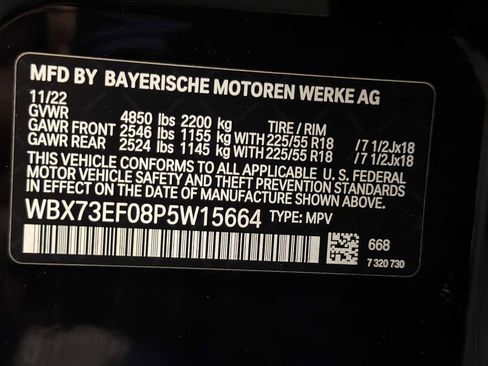 MFD BY BAYERISCHE MOTOREN WERKE AG
11/22
GVWR 4850 lbs 2200 kg TIRE / RIM
GAWR FRONT 2546 lbs 1155 kg WITH 225/55 R18 / 7 1/2Jx18
GAWR REAR 2524 lbs 1145 kg WITH 225/55 R18 / 7 1/2Jx18
THIS VEHICLE CONFORMS TO ALL APPLICABLE U.S. FEDERAL
MOTOR VEHICLE SAFETY, BUMPER, AND THEFT PREVENTION
STANDARDS IN EFFECT ON THE DATE OF MANUFACTURE SHOWN ABOVE.
WBX73EF08P5W15664 TYPE: MPV
668
7 320 730